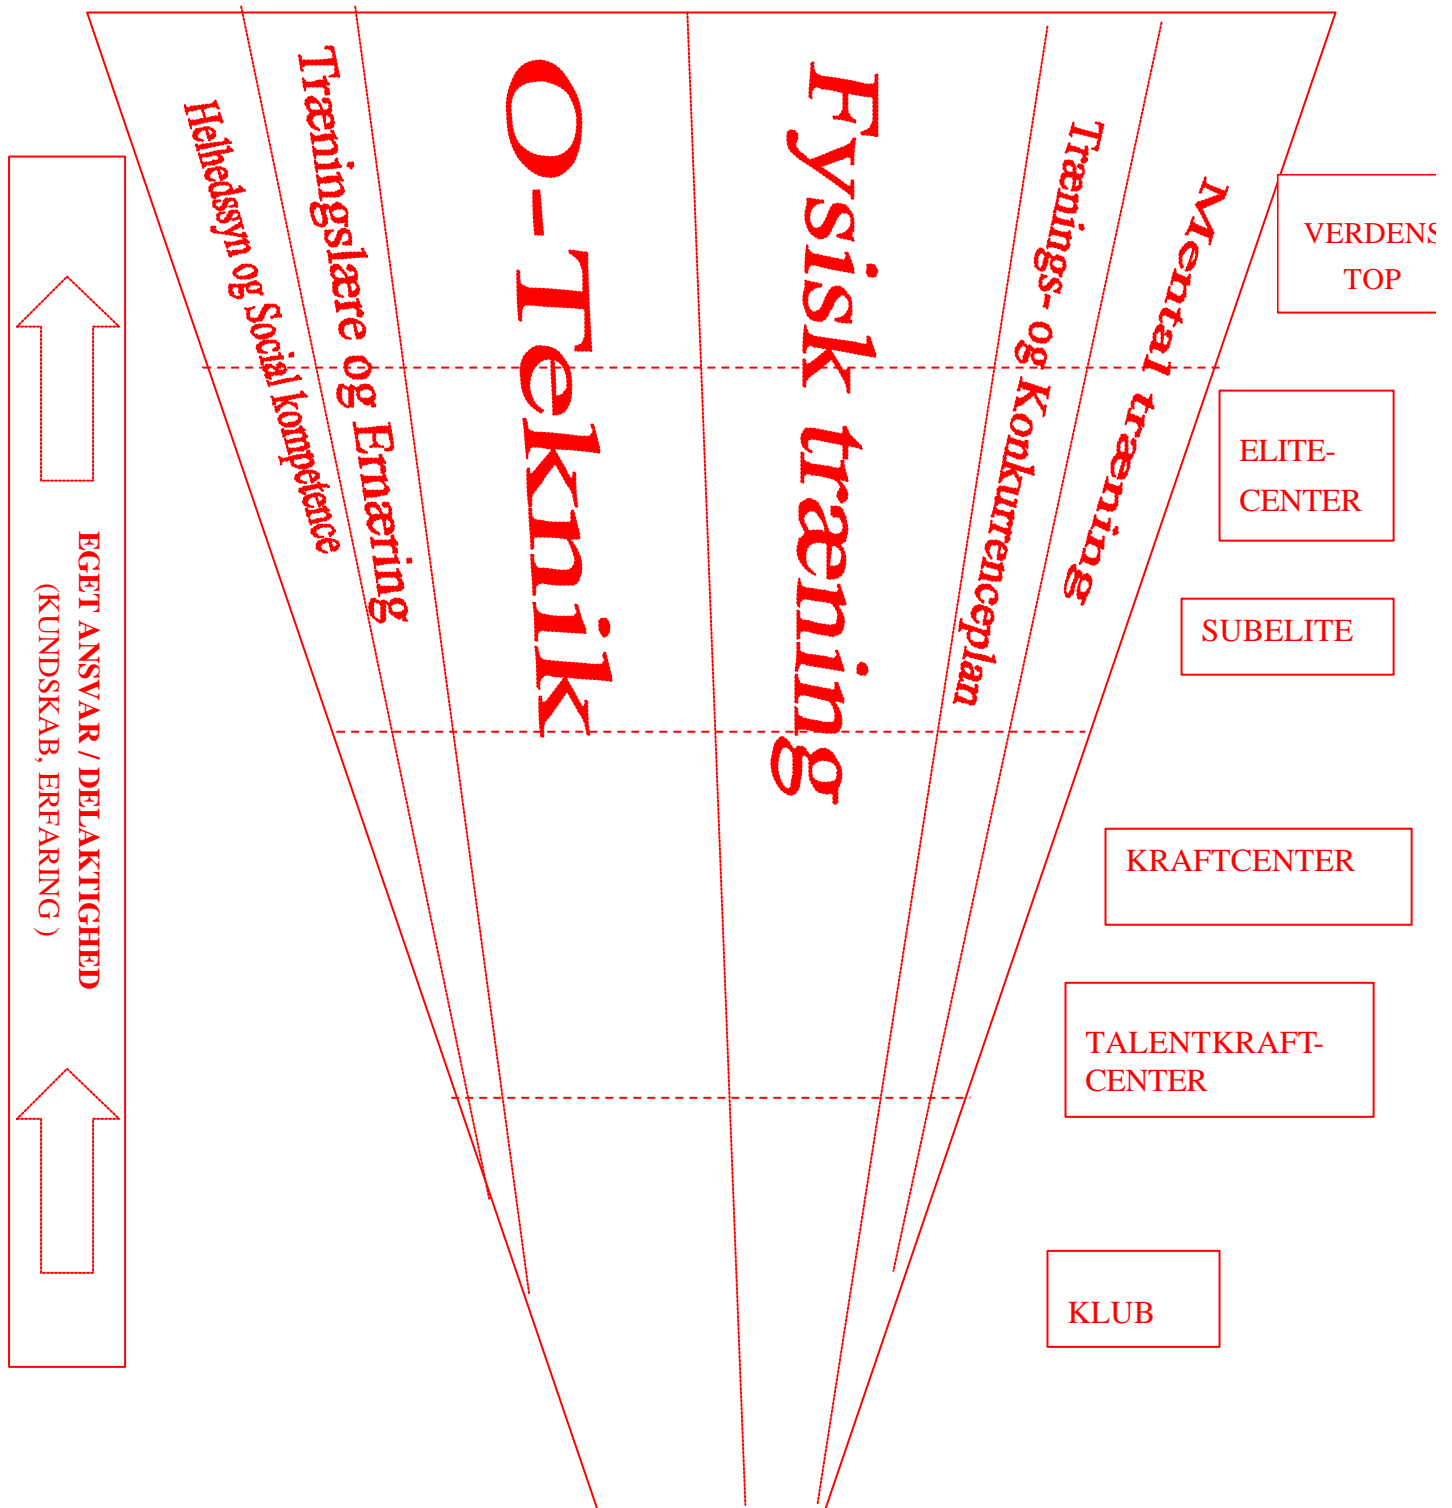 EGET ANSVAR / DELAKTIGHED
(KUNDSKAB, ERFARING )
Helhedssyn og Social kompetence
Træningslære og Ernæring
O-Teknik
Fysisk træning
Trænings- og Konkurrenceplan
Mental træning
VERDENS
TOP
ELITE-
CENTER
SUBELITE
KRAFTCENTER
TALENTKRAFT-
CENTER
KLUB